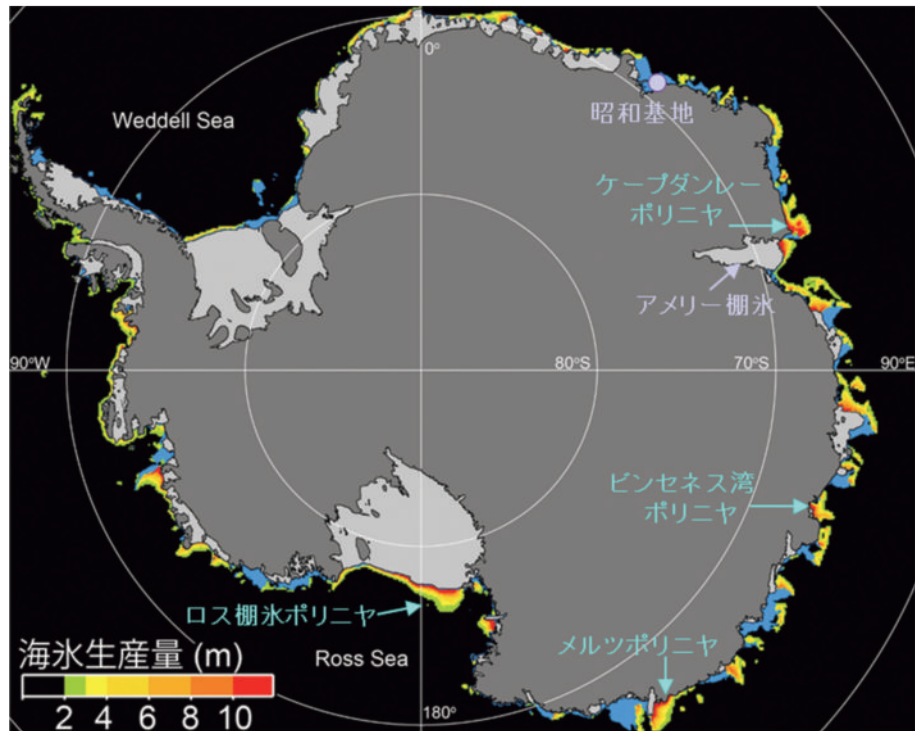 0°
Weddell Sea
昭和基地
ケープダンレー
ポリニヤ
アメリー棚氷
90°W
80°S
70°S
90°E
ビンセネス湾
ポリニヤ
ロス棚氷ポリニヤ
メルツポリニヤ
Ross Sea
海氷生産量 (m)
2 4 6 8 10
180°